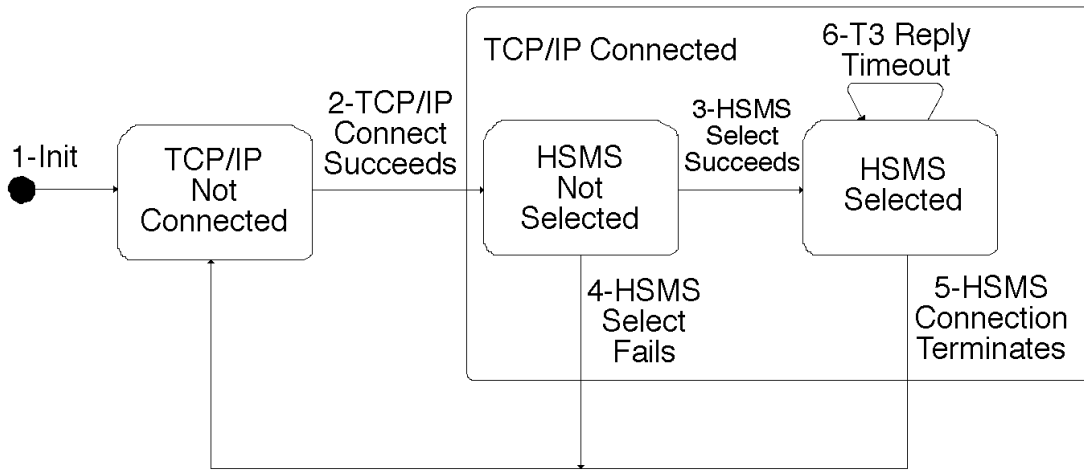 TCP/IP Connected
6-T3 Reply
Timeout
2-TCP/IP
Connect
Succeeds
3-HSMS
Select
Succeeds
1-Init
TCP/IP
Not
Connected
HSMS
Not
Selected
HSMS
Selected
4-HSMS
Select
Fails
5-HSMS
Connection
Terminates